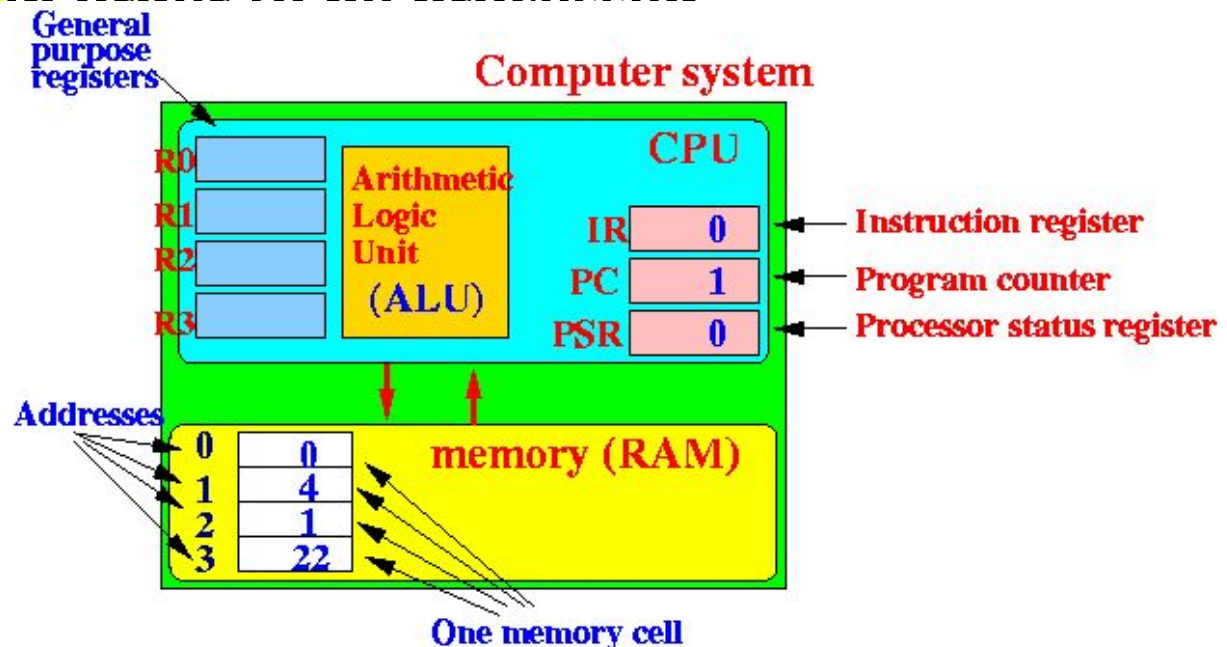 General
purpose
registers
Computer system
CPU
R0
R1
R2
R3
Arithmetic
Logic
Unit
(ALU)
IR 0
PC 1
PSR 0
Instruction register
Program counter
Processor status register
Addresses
memory (RAM)
0 0
1 4
2 1
3 22
One memory cell